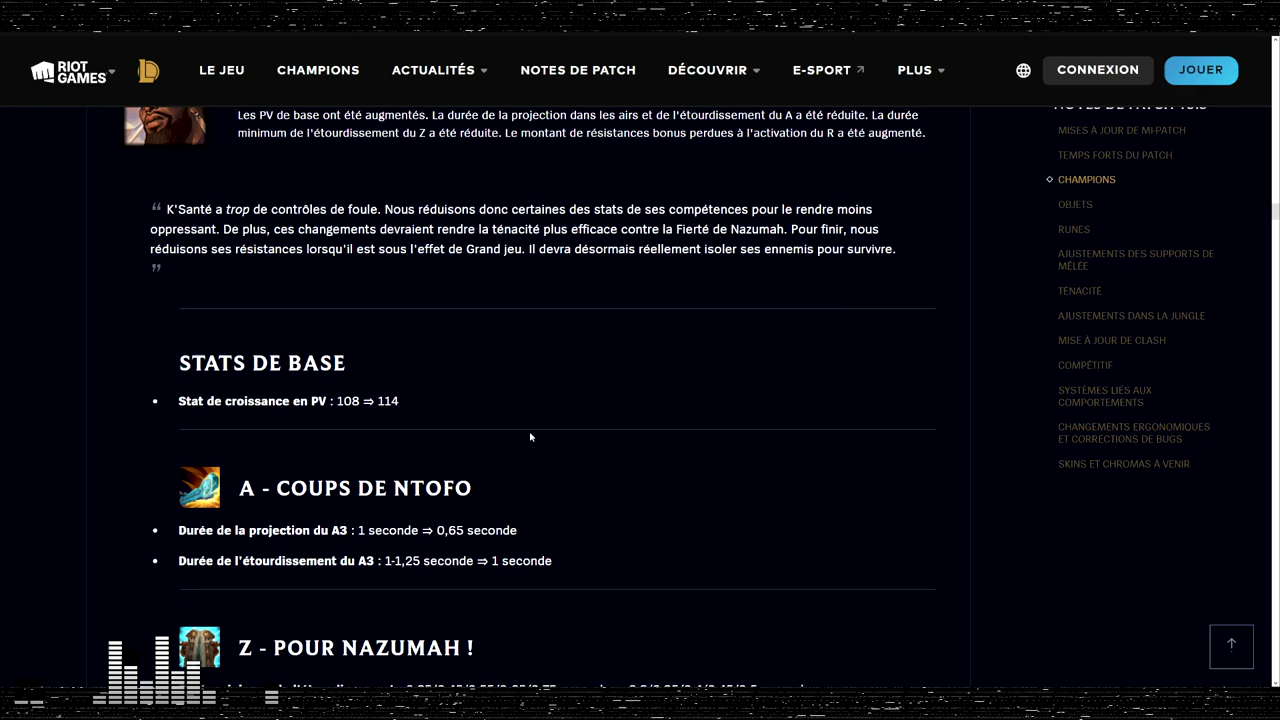 RIOT GAMES
LE JEU
CHAMPIONS
ACTUALITÉS
NOTES DE PATCH
DÉCOUVRIR
E-SPORT
PLUS
CONNEXION
JOUER
Les PV de base ont été augmentés. La durée de la projection dans les airs et de l'étourdissement du A a été réduite. La durée
minimum de l'étourdissement du Z a été réduite. Le montant de résistances bonus perdues à l'activation du R a été augmenté.
“ K'Santé a trop de contrôles de foule. Nous réduisons donc certaines des stats de ses compétences pour le rendre moins
oppressant. De plus, ces changements devraient rendre la ténacité plus efficace contre la Fierté de Nazumah. Pour finir, nous
réduisons ses résistances lorsqu'il est sous l'effet de Grand jeu. Il devra désormais réellement isoler ses ennemis pour survivre.
”
STATS DE BASE
• Stat de croissance en PV : 108 ⇒ 114
A - COUPS DE NTOFO
• Durée de la projection du A3 : 1 seconde ⇒ 0,65 seconde
• Durée de l'étourdissement du A3 : 1-1,25 seconde ⇒ 1 seconde
Z - POUR NAZUMAH !
MISES À JOUR DE MI-PATCH
TEMPS FORTS DU PATCH
CHAMPIONS
OBJETS
RUNES
AJUSTEMENTS DES SUPPORTS DE
MÊLÉE
TÉNACITÉ
AJUSTEMENTS DANS LA JUNGLE
MISE À JOUR DE CLASH
COMPÉTITIF
SYSTÈMES LIÉS AUX
COMPORTEMENTS
CHANGEMENTS ERGONOMIQUES
ET CORRECTIONS DE BUGS
SKINS ET CHROMAS À VENIR